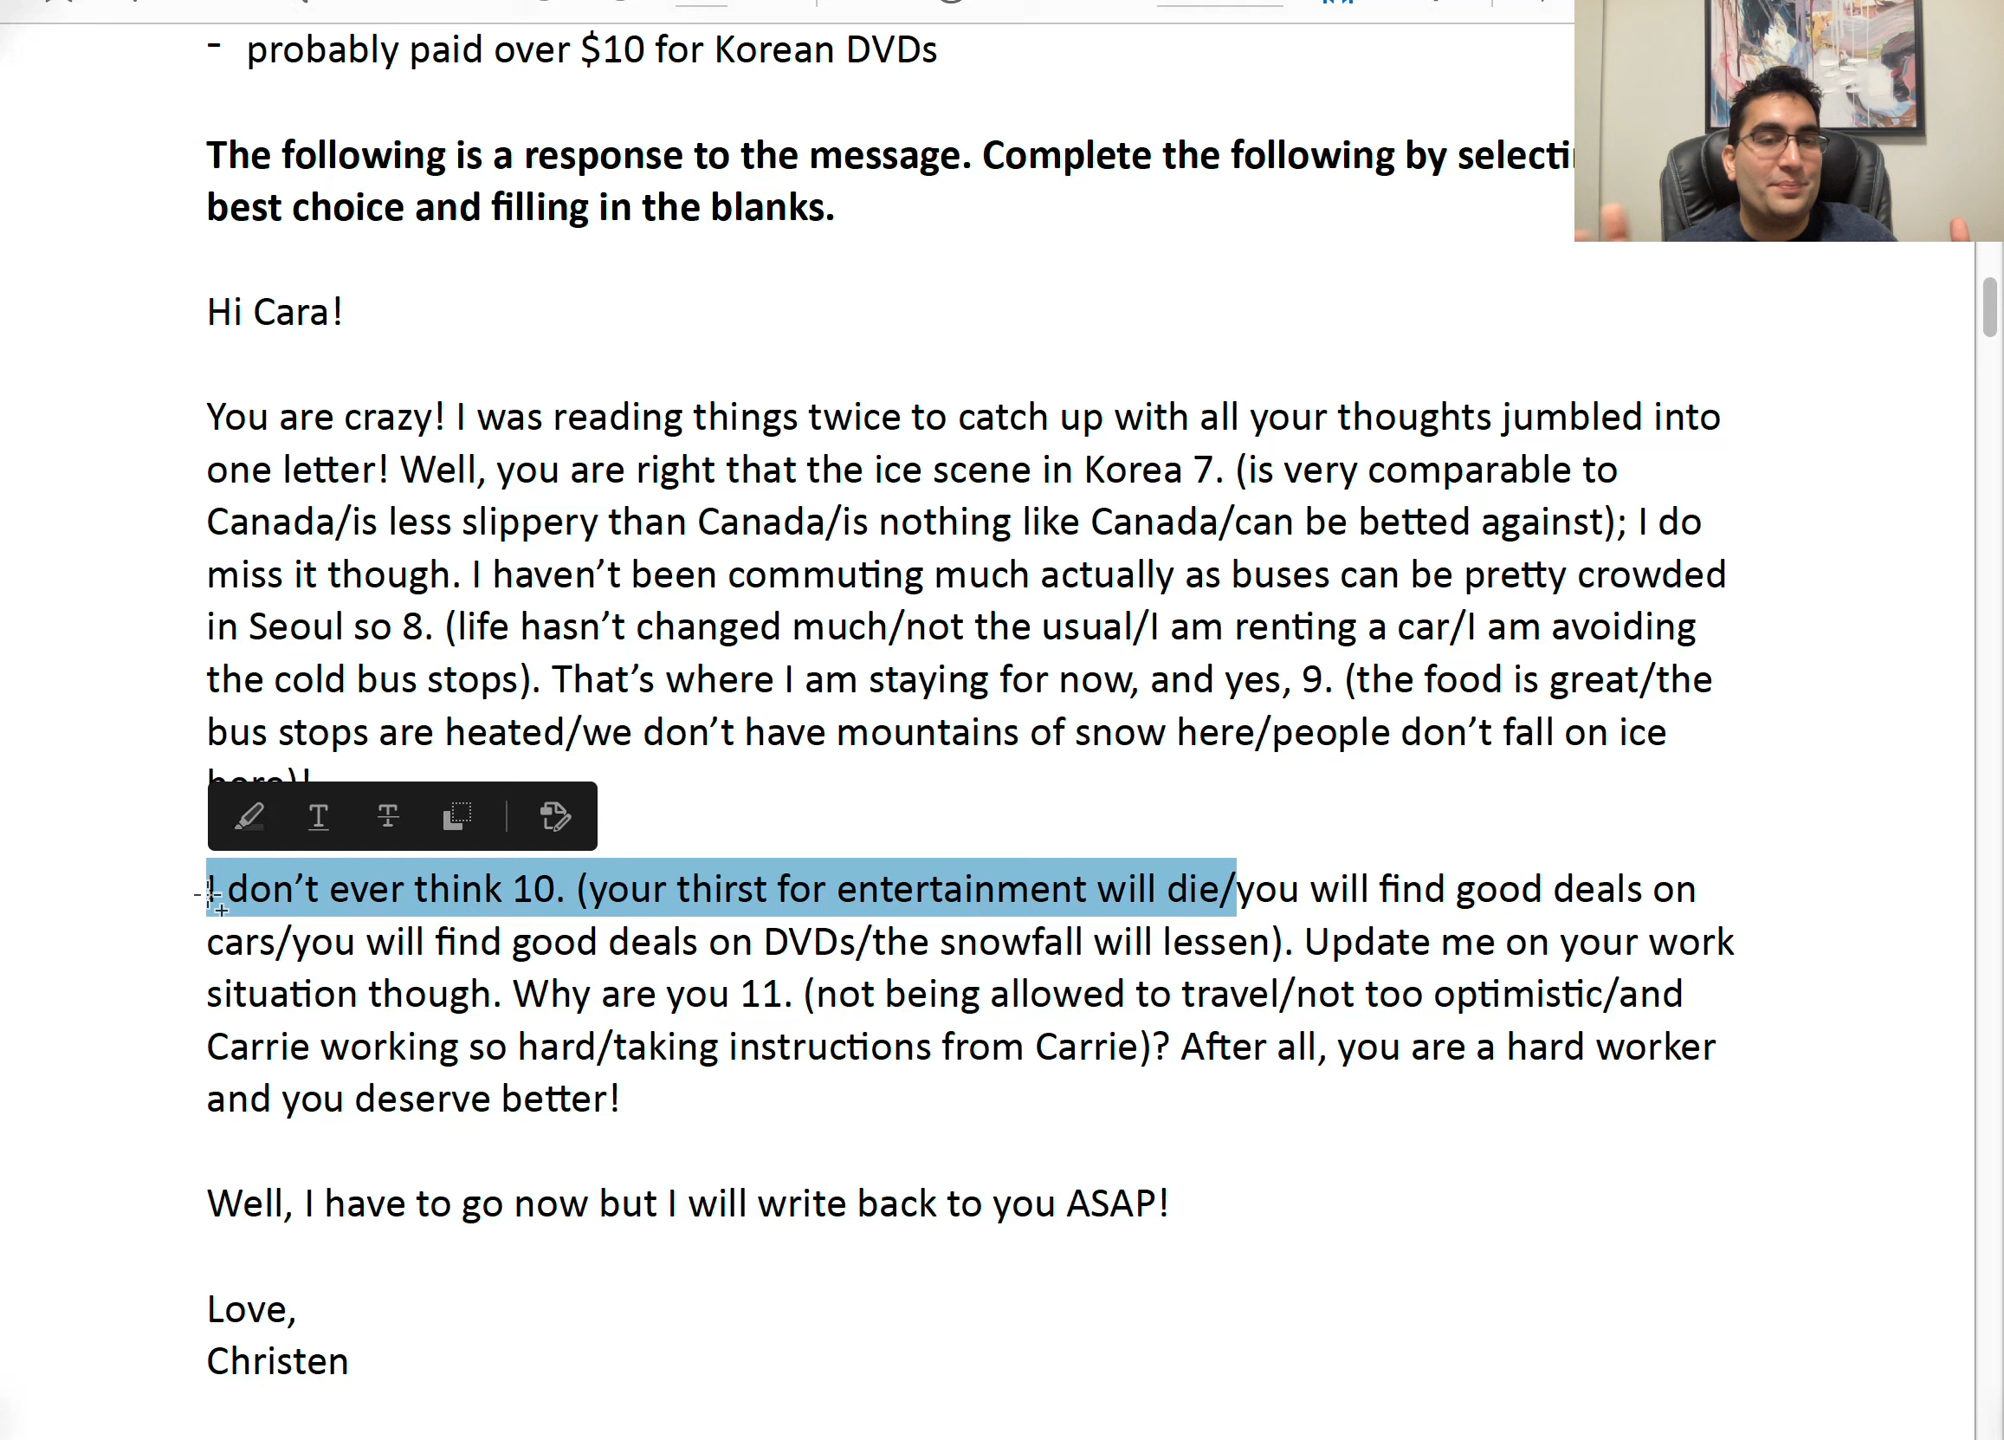 - probably paid over $10 for Korean DVDs
The following is a response to the message. Complete the following by
best choice and filling in the blanks.
Hi Cara!
You are crazy! I was reading things twice to catch up with all your thoughts jumbled into
one letter! Well, you are right that the ice scene in Korea 7. (is very comparable to
Canada/is less slippery than Canada/is nothing like Canada/can be betted against); I do
miss it though. I haven’t been commuting much actually as buses can be pretty crowded
in Seoul so 8. (life hasn’t changed much/not the usual/I am renting a car/I am avoiding
the cold bus stops). That’s where I am staying for now, and yes, 9. (the food is great/the
bus stops are heated/we don’t have mountains of snow here/people don’t fall on ice
here)!
I don’t ever think 10. (your thirst for entertainment will die/you will find good deals on
cars/you will find good deals on DVDs/the snowfall will lessen). Update me on your work
situation though. Why are you 11. (not being allowed to travel/not too optimistic/and
Carrie working so hard/taking instructions from Carrie)? After all, you are a hard worker
and you deserve better!
Well, I have to go now but I will write back to you ASAP!
Love,
Christen